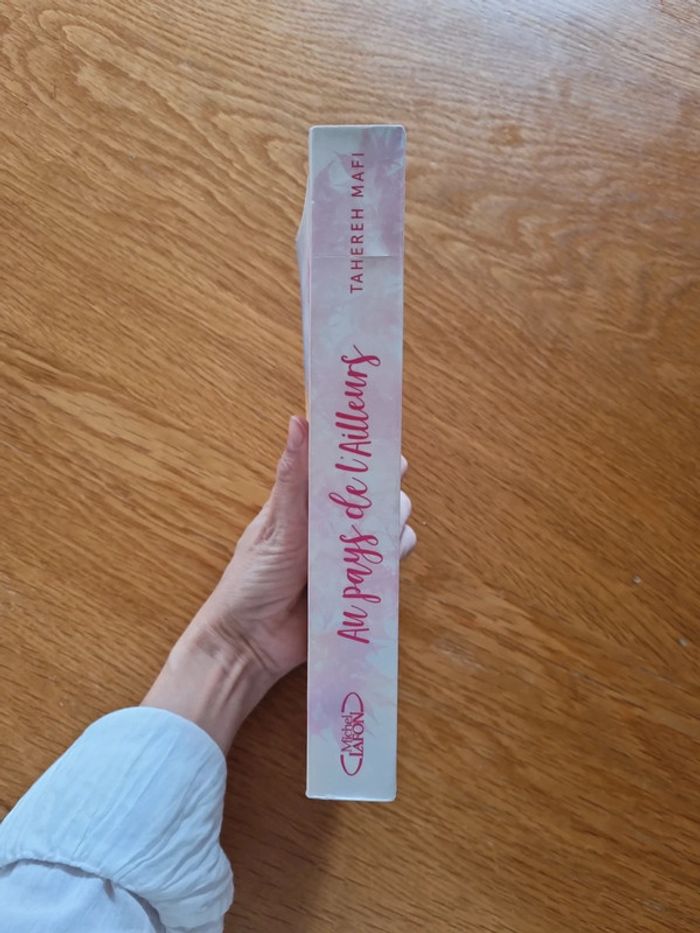 TAHEREH MAFI
Au pays de l'Ailleurs
Michel
LAFON